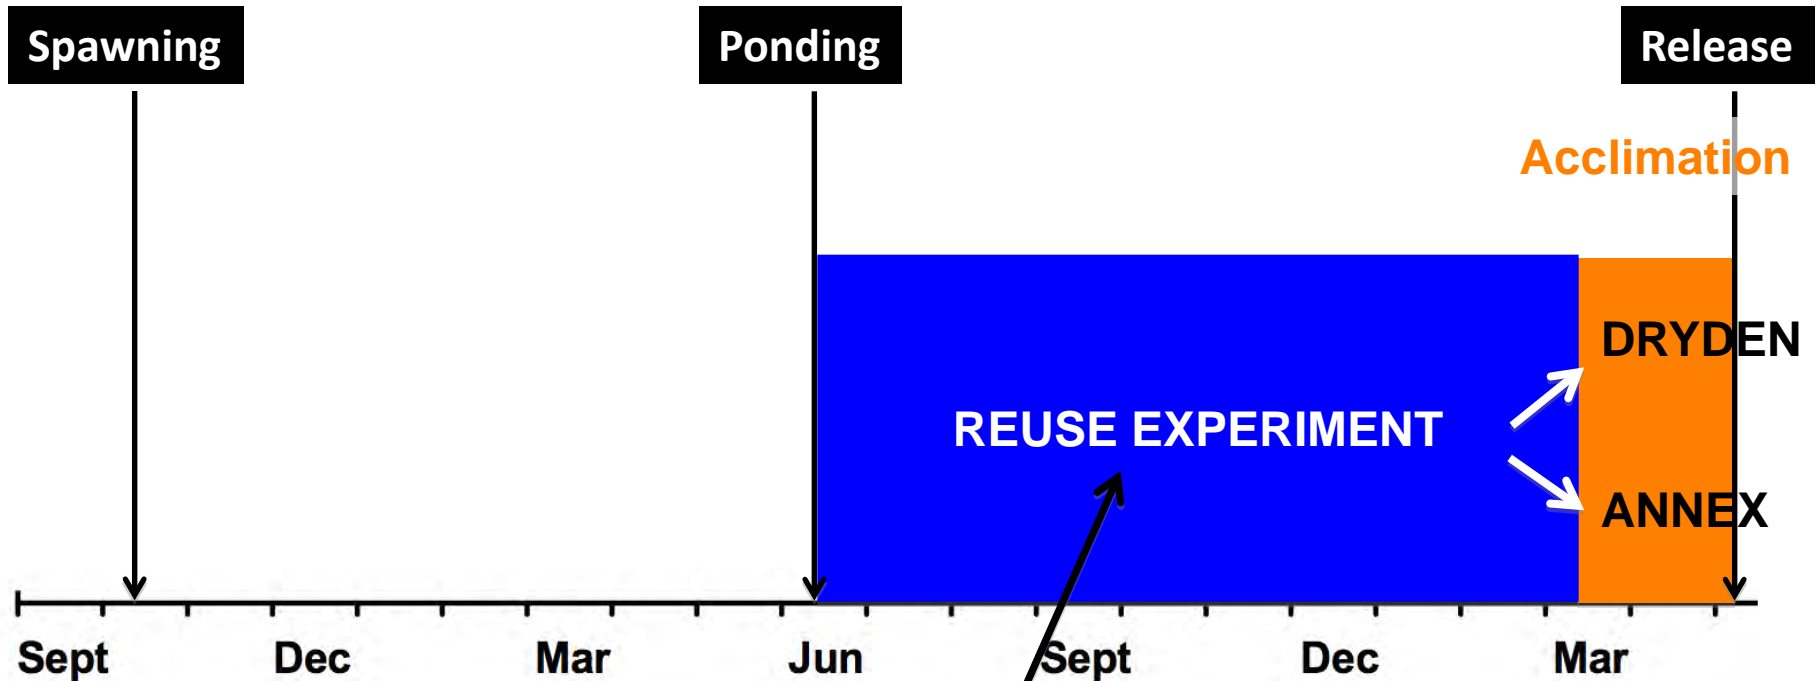 Spawning
Ponding
Release
Acclimation
DRYDEN
REUSE EXPERIMENT
ANNEX
Sept Dec Mar Jun Sept Dec Mar